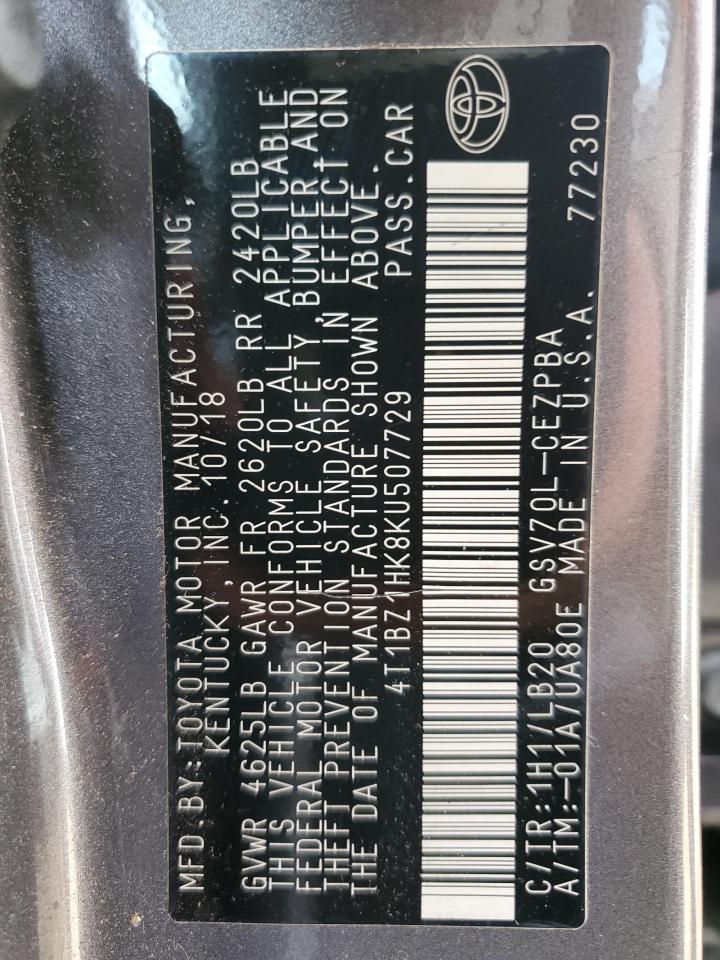 MFD.BY:TOYOTA MOTOR MANUFACTURING,
KENTUCKY,INC. 10/18
GVWR 4625LB GAWR FR 2620LB RR 2420LB
THIS VEHICLE CONFORMS TO ALL APPLICABLE
FEDERAL MOTOR VEHICLE SAFETY, BUMPER AND
THEFT PREVENTION STANDARDS IN EFFECT ON
THE DATE OF MANUFACTURE SHOWN ABOVE.
4T1BZ1HK8KU507729 PASS.CAR
C/TR:1H1/LB20 GSV70L-CEZPBA
A/TM:-01A/UA80E MADE IN U.S.A. 77230